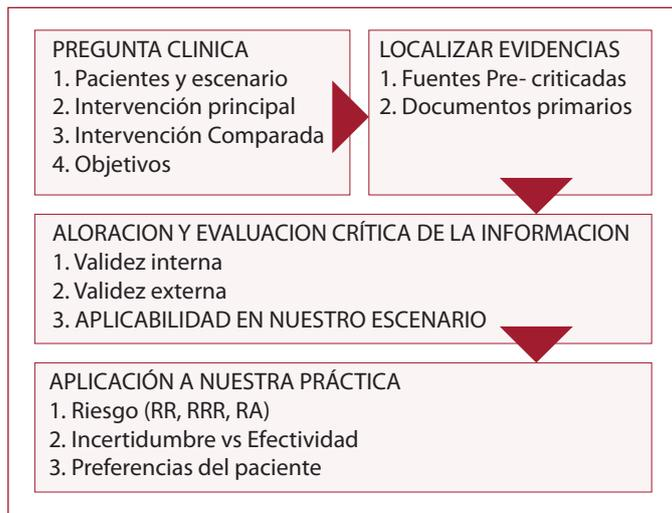 PREGUNTA CLINICA
1. Pacientes y escenario
2. Intervención principal
3. Intervención Comparada
4. Objetivos
LOCALIZAR EVIDENCIAS
1. Fuentes Pre- criticadas
2. Documentos primarios
ALORACION Y EVALUACION CRÍTICA DE LA INFORMACION
1. Validez interna
2. Validez externa
3. APLICABILIDAD EN NUESTRO ESCENARIO
APLICACIÓN A NUESTRA PRÁCTICA
1. Riesgo (RR, RRR, RA)
2. Incertidumbre vs Efectividad
3. Preferencias del paciente